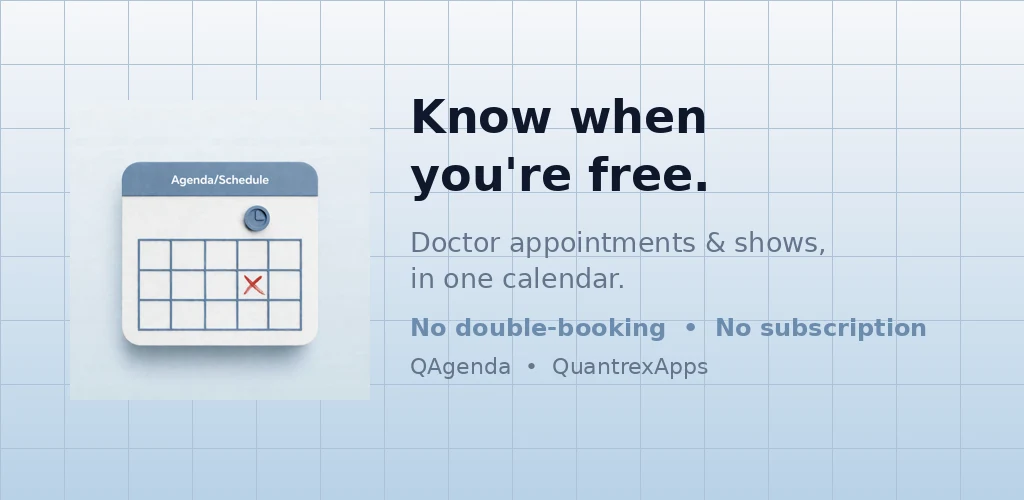 Agenda/Schedule
Know when
you're free.
Doctor appointments & shows,
in one calendar.
No double-booking • No subscription
QAgenda • QuantrexApps